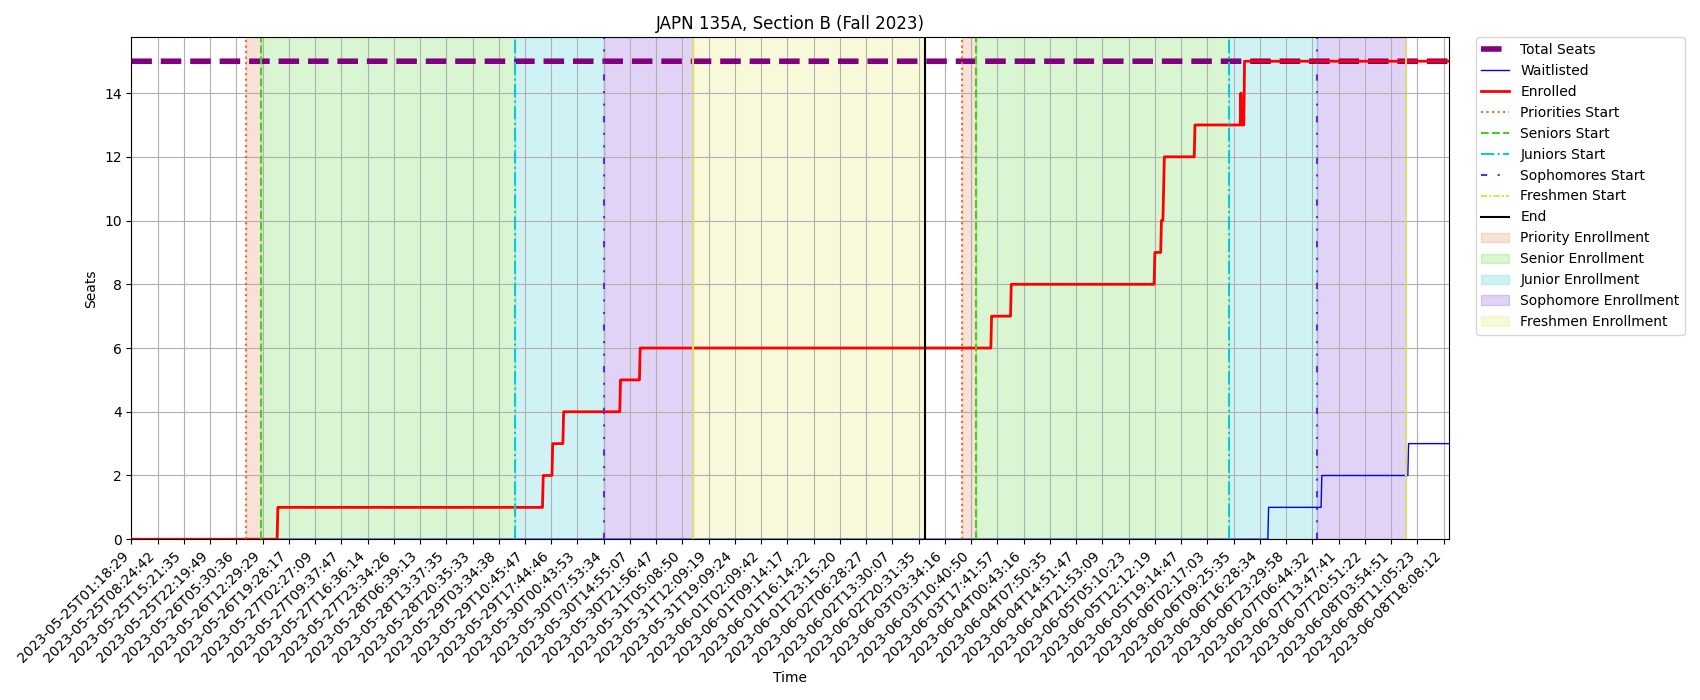 JAPN 135A, Section B (Fall 2023)
Seats
14
12
10
8
6
4
2
0
2023-05-25T01:18:29
2023-05-25T08:24:42
2023-05-25T15:21:35
2023-05-25T22:19:49
2023-05-26T05:30:36
2023-05-26T12:29:29
2023-05-26T19:28:17
2023-05-27T02:27:09
2023-05-27T09:37:47
2023-05-27T16:36:14
2023-05-27T23:34:26
2023-05-28T06:39:13
2023-05-28T13:37:35
2023-05-28T20:35:33
2023-05-29T03:34:38
2023-05-29T10:45:47
2023-05-29T17:44:46
2023-05-30T00:43:53
2023-05-30T07:53:34
2023-05-30T14:55:07
2023-05-30T21:56:47
2023-05-31T05:08:50
2023-05-31T12:09:19
2023-05-31T19:09:24
2023-06-01T02:09:42
2023-06-01T09:14:17
2023-06-01T16:14:22
2023-06-01T23:15:20
2023-06-02T06:28:27
2023-06-02T13:30:07
2023-06-02T20:31:35
2023-06-03T03:34:16
2023-06-03T10:40:50
2023-06-03T17:41:57
2023-06-04T00:43:16
2023-06-04T07:50:35
2023-06-04T14:51:47
2023-06-04T21:53:09
2023-06-05T05:10:23
2023-06-05T12:12:19
2023-06-05T19:14:47
2023-06-06T02:17:03
2023-06-06T09:25:35
2023-06-06T16:28:34
2023-06-06T23:29:58
2023-06-07T06:44:32
2023-06-07T13:47:41
2023-06-07T20:51:22
2023-06-08T03:54:51
2023-06-08T11:05:23
2023-06-08T18:08:12
Time
Total Seats
Waitlisted
Enrolled
Priorities Start
Seniors Start
Juniors Start
Sophomores Start
Freshmen Start
End
Priority Enrollment
Senior Enrollment
Junior Enrollment
Sophomore Enrollment
Freshmen Enrollment